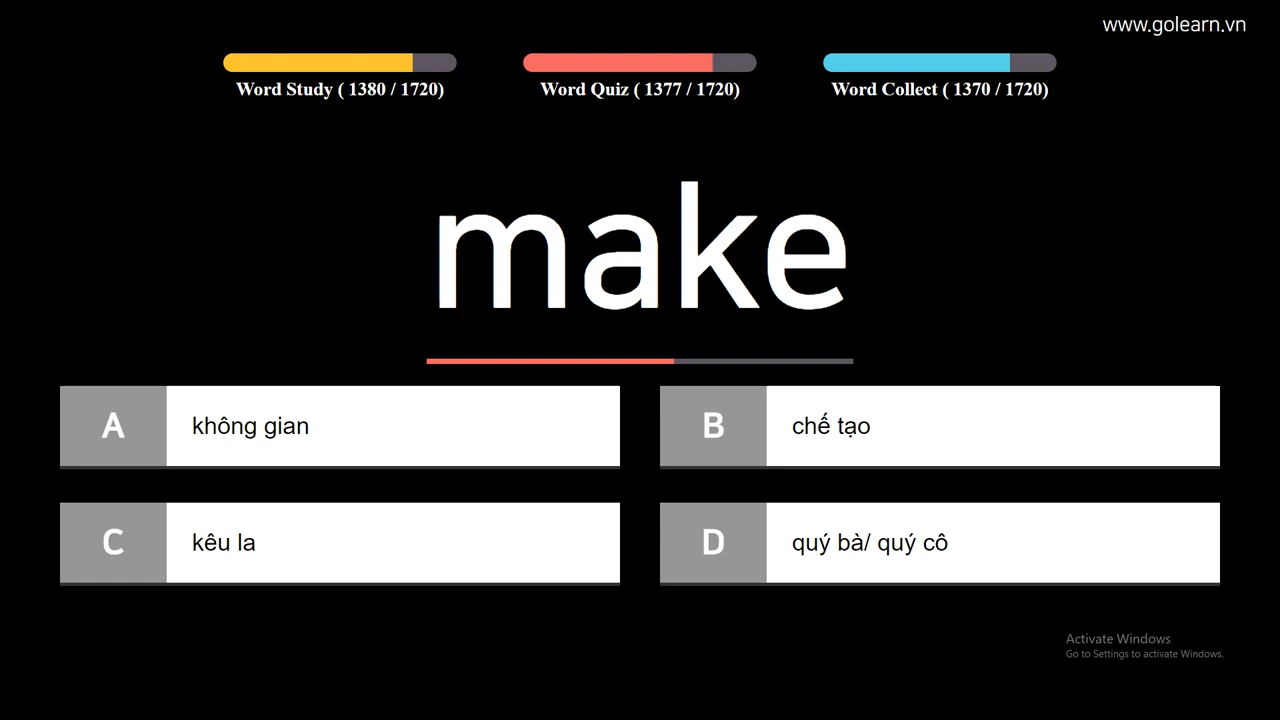 www.golearn.vn
Word Study ( 1380 / 1720)
Word Quiz ( 1377 / 1720)
Word Collect ( 1370 / 1720)
make
A không gian
B chế tạo
C kêu la
D quý bà/ quý cô
Activate Windows
Go to Settings to activate Windows.